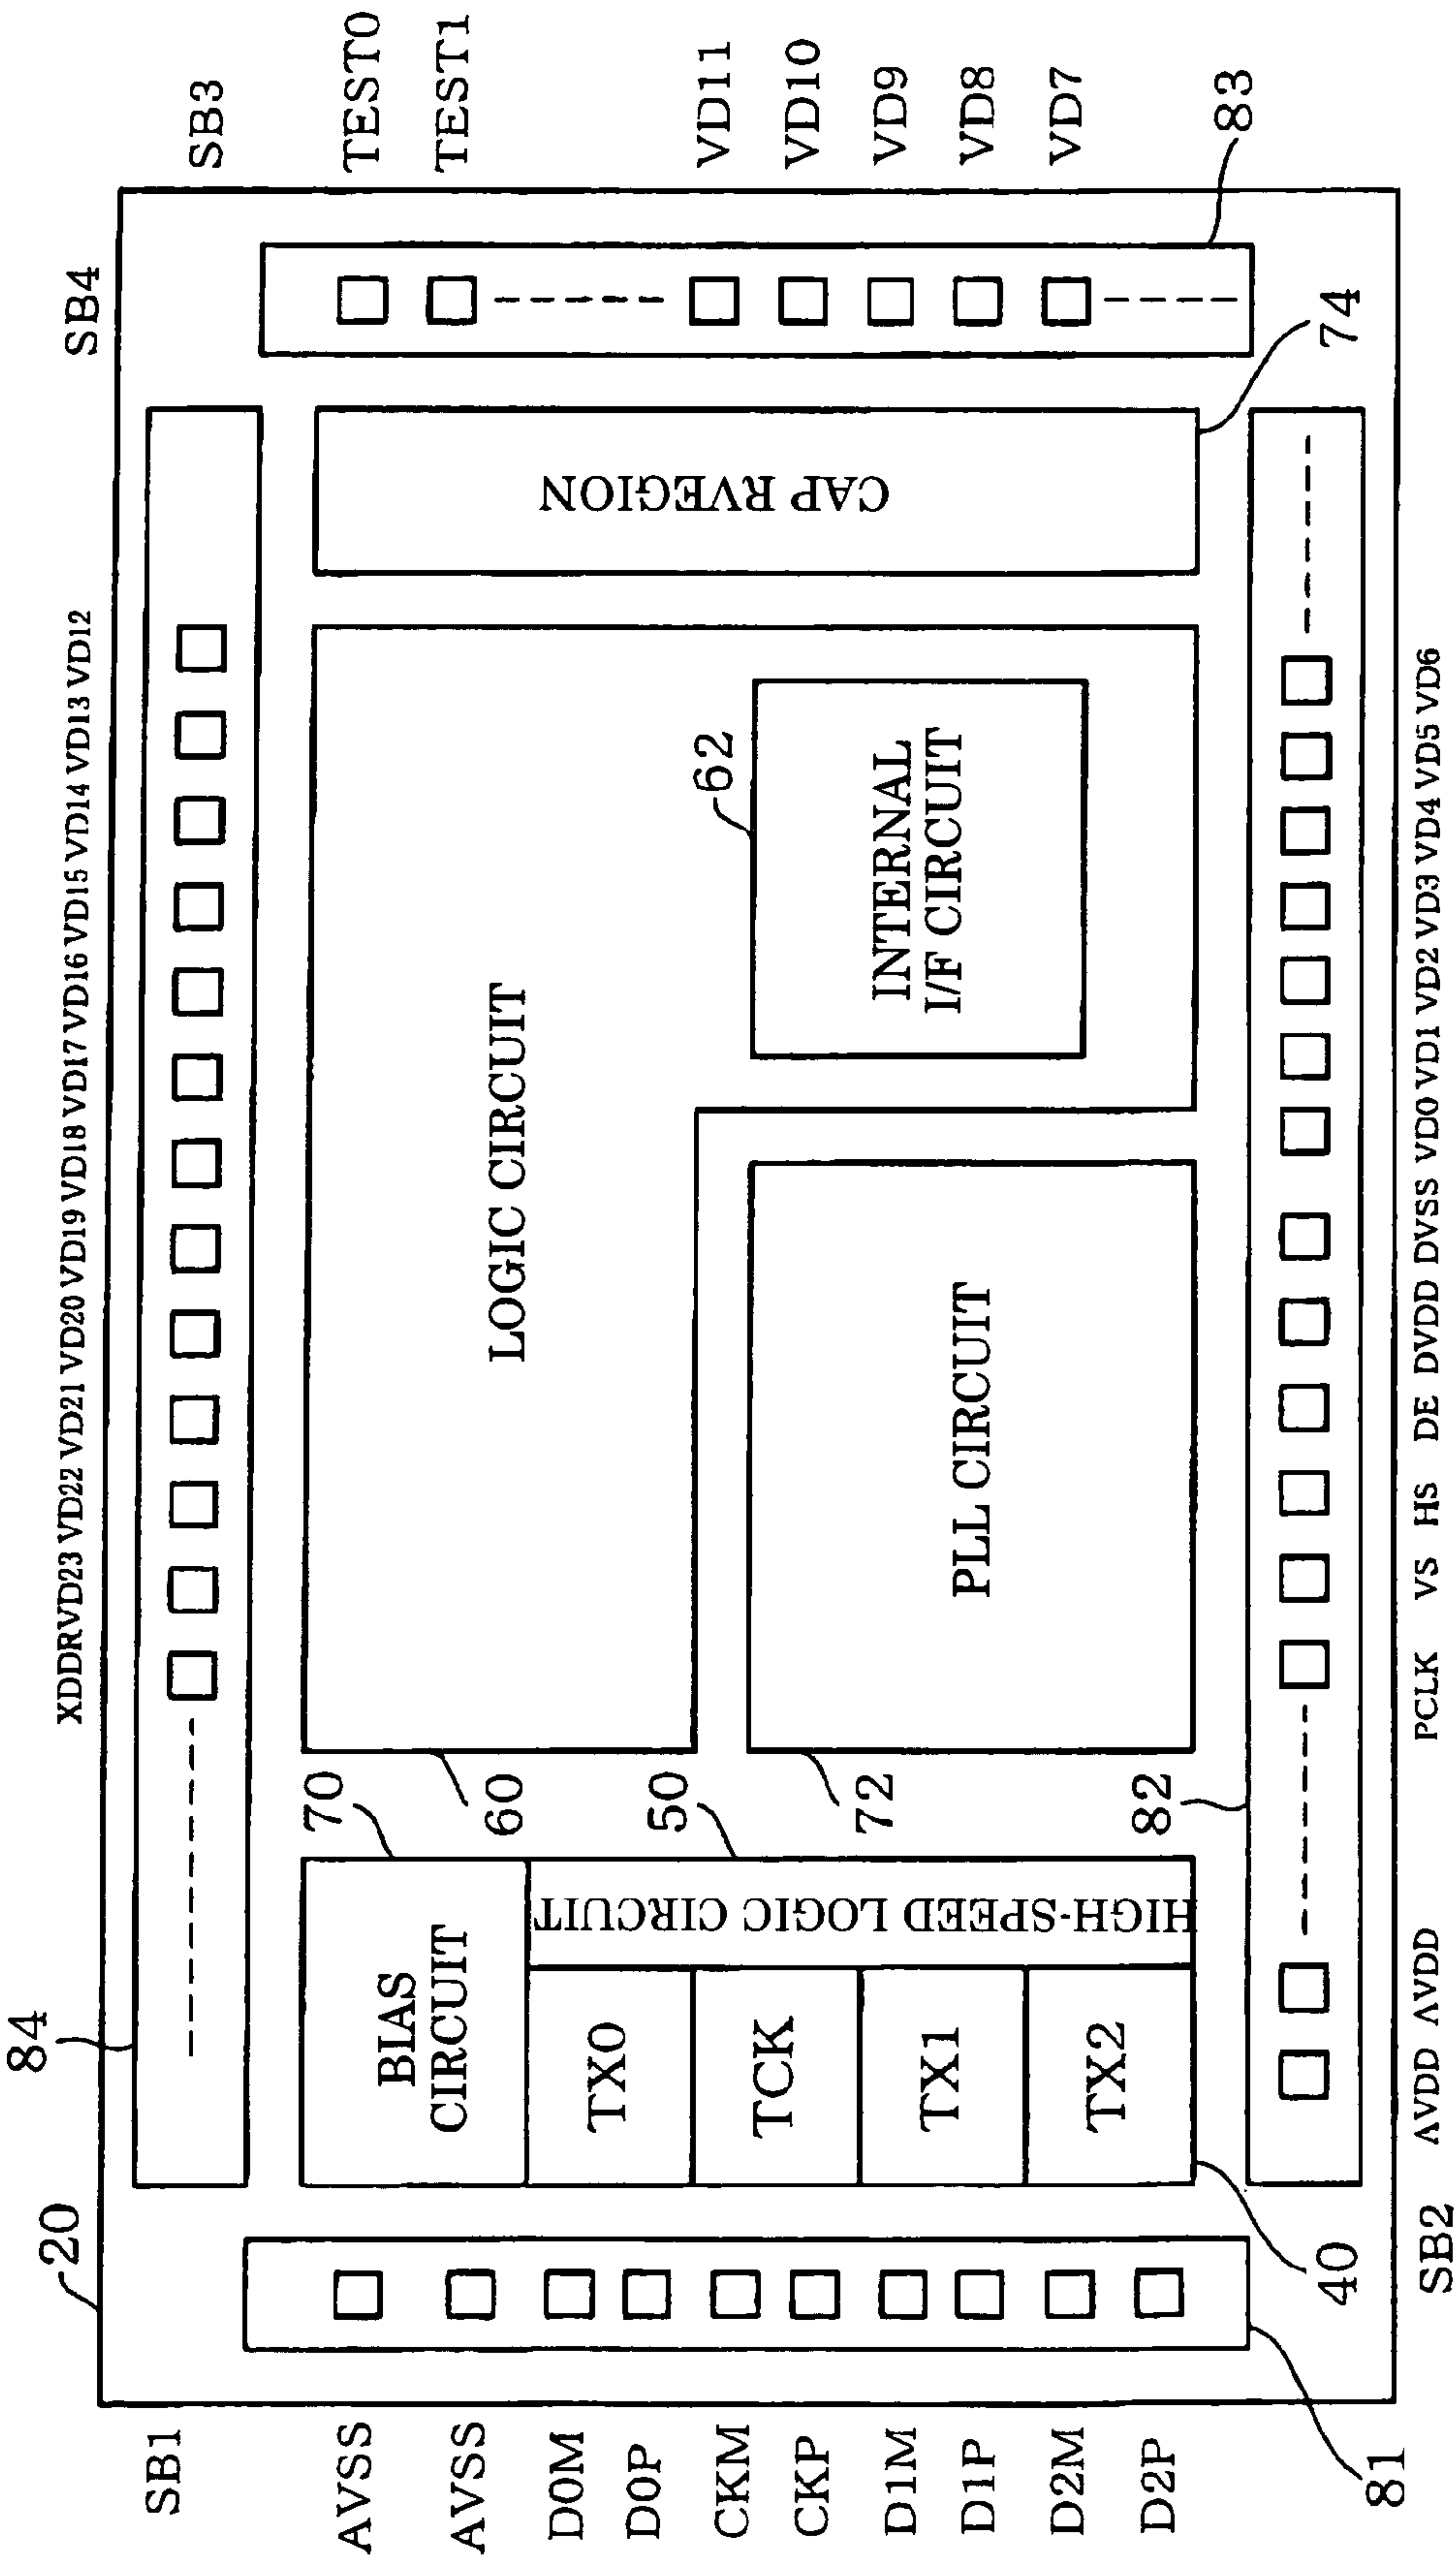 20
84
SB4
XDDRVD23 VD22 VD21 VD20 VD19 VD18 VD17 VD16 VD15 VD14 VD13 VD12
SB1
SB3
AVSS
AVSS
D0M
D0P
CKM
CKP
D1M
D1P
D2M
D2P
81
BIAS
CIRCUIT
70
TX0
TCK
TX1
TX2
40
HIGH-SPEED LOGIC CIRCUIT
50
LOGIC CIRCUIT
60
PLL CIRCUIT
72
62
INTERNAL
I/F CIRCUIT
CAP RVEGION
74
TEST0
TEST1
VD11
VD10
VD9
VD8
VD7
83
82
SB2
AVDD AVDD
PCLK VS HS DE DVDD DVSS VD0 VD1 VD2 VD3 VD4 VD5 VD6